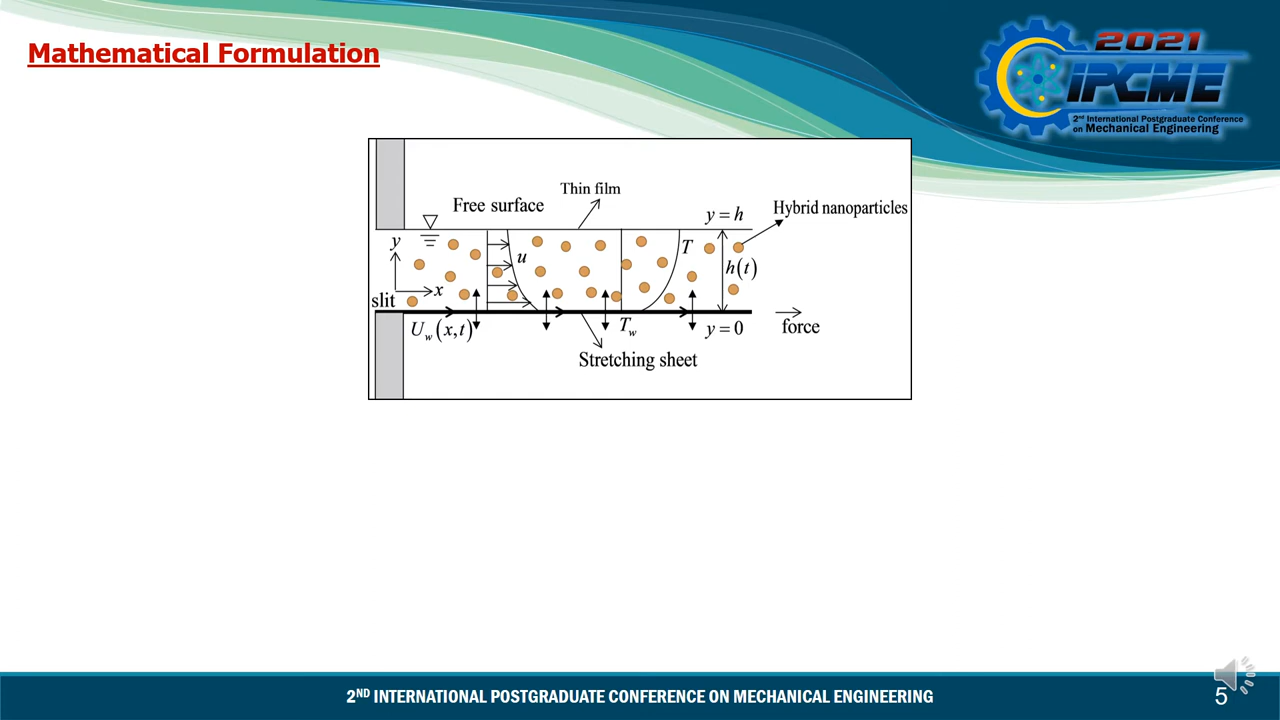 Mathematical Formulation
2021
IPCME
2nd International Postgraduate Conference
on Mechanical Engineering
Thin film
Free surface
y = h
Hybrid nanoparticles
y
u
T
h(t)
x
slit
U_w(x,t)
T_w
y = 0
force
Stretching sheet
2ND INTERNATIONAL POSTGRADUATE CONFERENCE ON MECHANICAL ENGINEERING
5